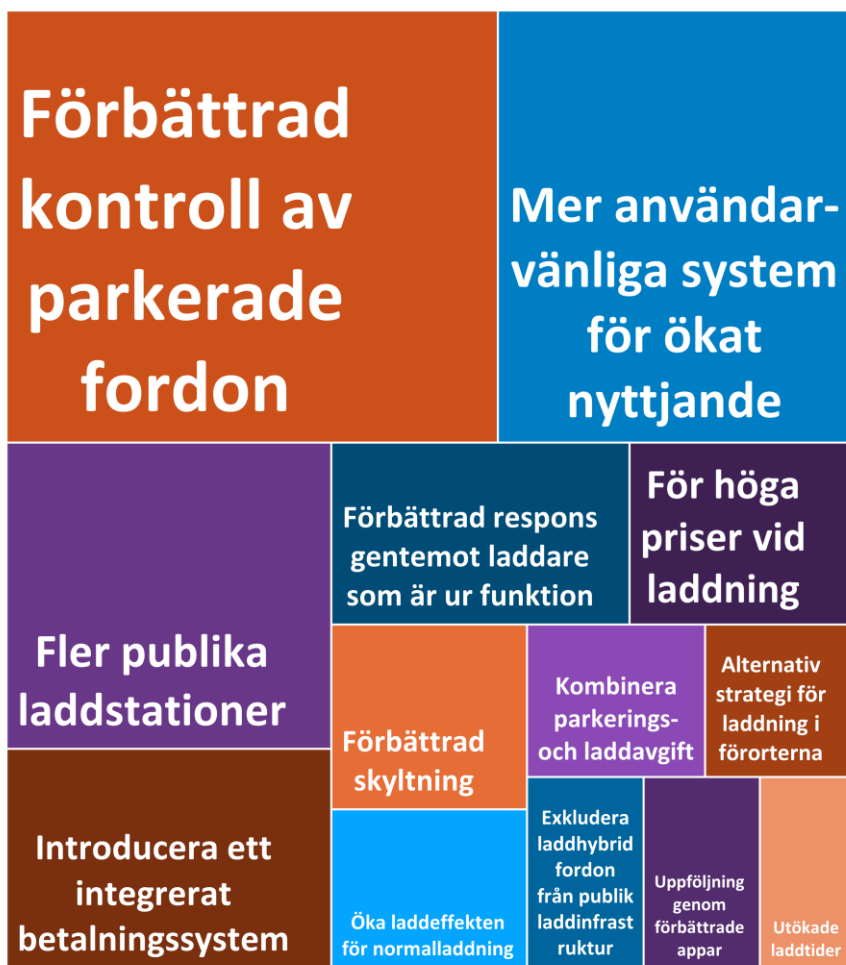 Förbättrad
kontroll av
parkerade
fordon
Mer användar-
vänliga system
för ökat
nyttjande
Fler publika
laddstationer
Förbättrad respons
gentemot laddare
som är ur funktion
För höga
priser vid
laddning
Förbättrad
skyltning
Kombinera
parkerings-
och laddavgift
Alternativ
strategi för
laddning i
förorterna
Introducera ett
integrerat
betalningssystem
Öka laddeffekten
för normalladdning
Exkludera
laddhybrid
fordon
från publik
laddinfrast
ruktur
Uppföljning
genom
förbättrade
appar
Utökade
laddtider